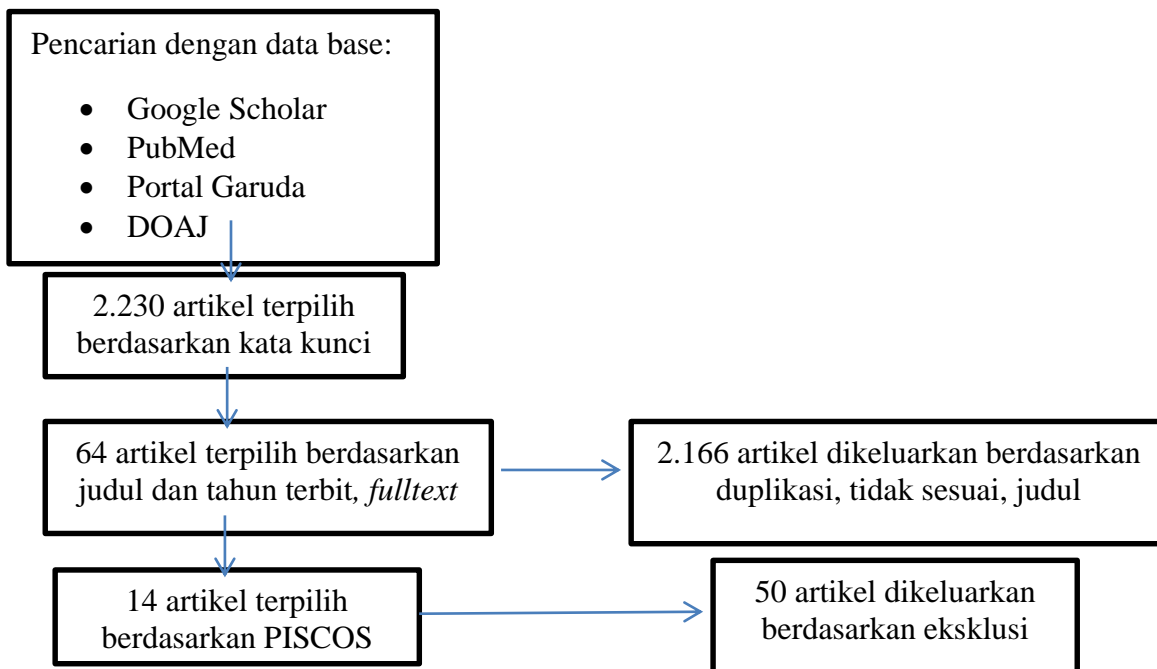 Pencarian dengan data base:
• Google Scholar
• PubMed
• Portal Garuda
• DOAJ
2.230 artikel terpilih
berdasarkan kata kunci
64 artikel terpilih berdasarkan
judul dan tahun terbit, fulltext
2.166 artikel dikeluarkan berdasarkan
duplikasi, tidak sesuai, judul
14 artikel terpilih
berdasarkan PISCOS
50 artikel dikeluarkan
berdasarkan eksklusi